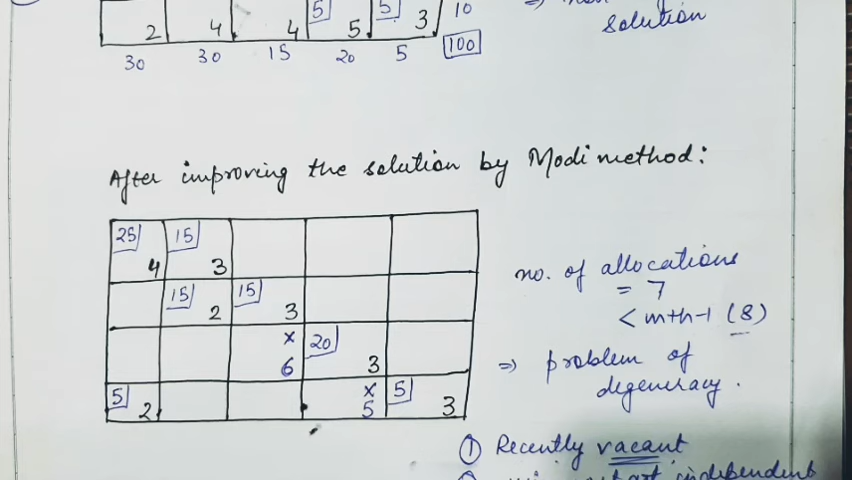 5 5
2 4 4 5 3 10
30 30 15 20 5 100
solution
After improving the solution by Modi method:
25 15
4 3
15 15
2 3
x 20
6 3
5 x 5
2 5 3
no. of allocations
= 7
< m+n-1 (8)
⇒ problem of
degeneracy.
① Recently vacant
independent